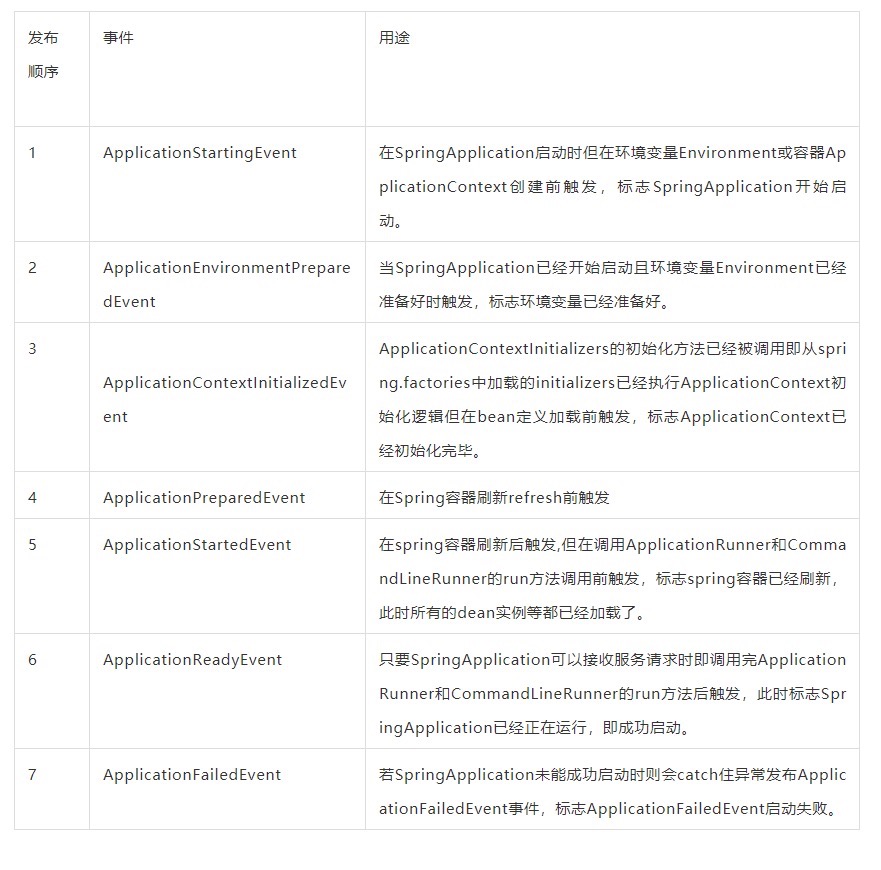 发布
顺序
事件
用途
1
ApplicationStartingEvent
在SpringApplication启动时但在环境变量Environment或容器Ap
plicationContext创建前触发，标志SpringApplication开始启
动。
2
ApplicationEnvironmentPrepare
dEvent
当SpringApplication已经开始启动且环境变量Environment已经
准备好时触发，标志环境变量已经准备好。
3
ApplicationContextInitializedEv
ent
ApplicationContextInitializers的初始化方法已经被调用即从spri
ng.factories中加载的initializers已经执行ApplicationContext初
始化逻辑但在bean定义加载前触发，标志ApplicationContext已
经初始化完毕。
4
ApplicationPreparedEvent
在Spring容器刷新refresh前触发
5
ApplicationStartedEvent
在spring容器刷新后触发,但在调用ApplicationRunner和Comma
ndLineRunner的run方法调用前触发，标志spring容器已经刷新，
此时所有的dean实例等都已经加载了。
6
ApplicationReadyEvent
只要SpringApplication可以接收服务请求时即调用完Application
Runner和CommandLineRunner的run方法后触发，此时标志Spr
ingApplication已经正在运行，即成功启动。
7
ApplicationFailedEvent
若SpringApplication未能成功启动时则会catch住异常发布Applic
ationFailedEvent事件，标志ApplicationFailedEvent启动失败。